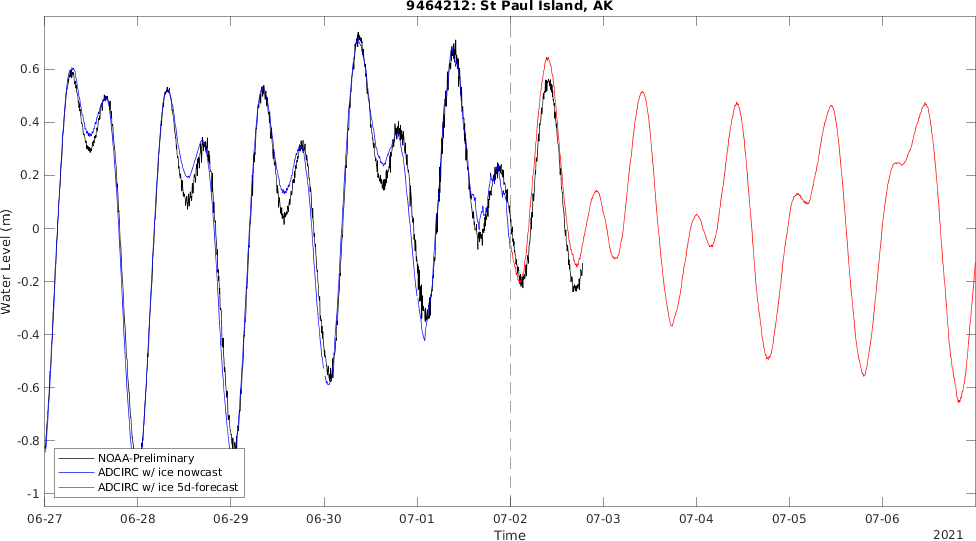 9464212: St Paul Island, AK
Water Level (m)
0.6
0.4
0.2
0
-0.2
-0.4
-0.6
-0.8
-1
NOAA-Preliminary
ADCIRC w/ ice nowcast
ADCIRC w/ ice 5d-forecast
06-27 06-28 06-29 06-30 07-01 07-02 07-03 07-04 07-05 07-06
Time
2021